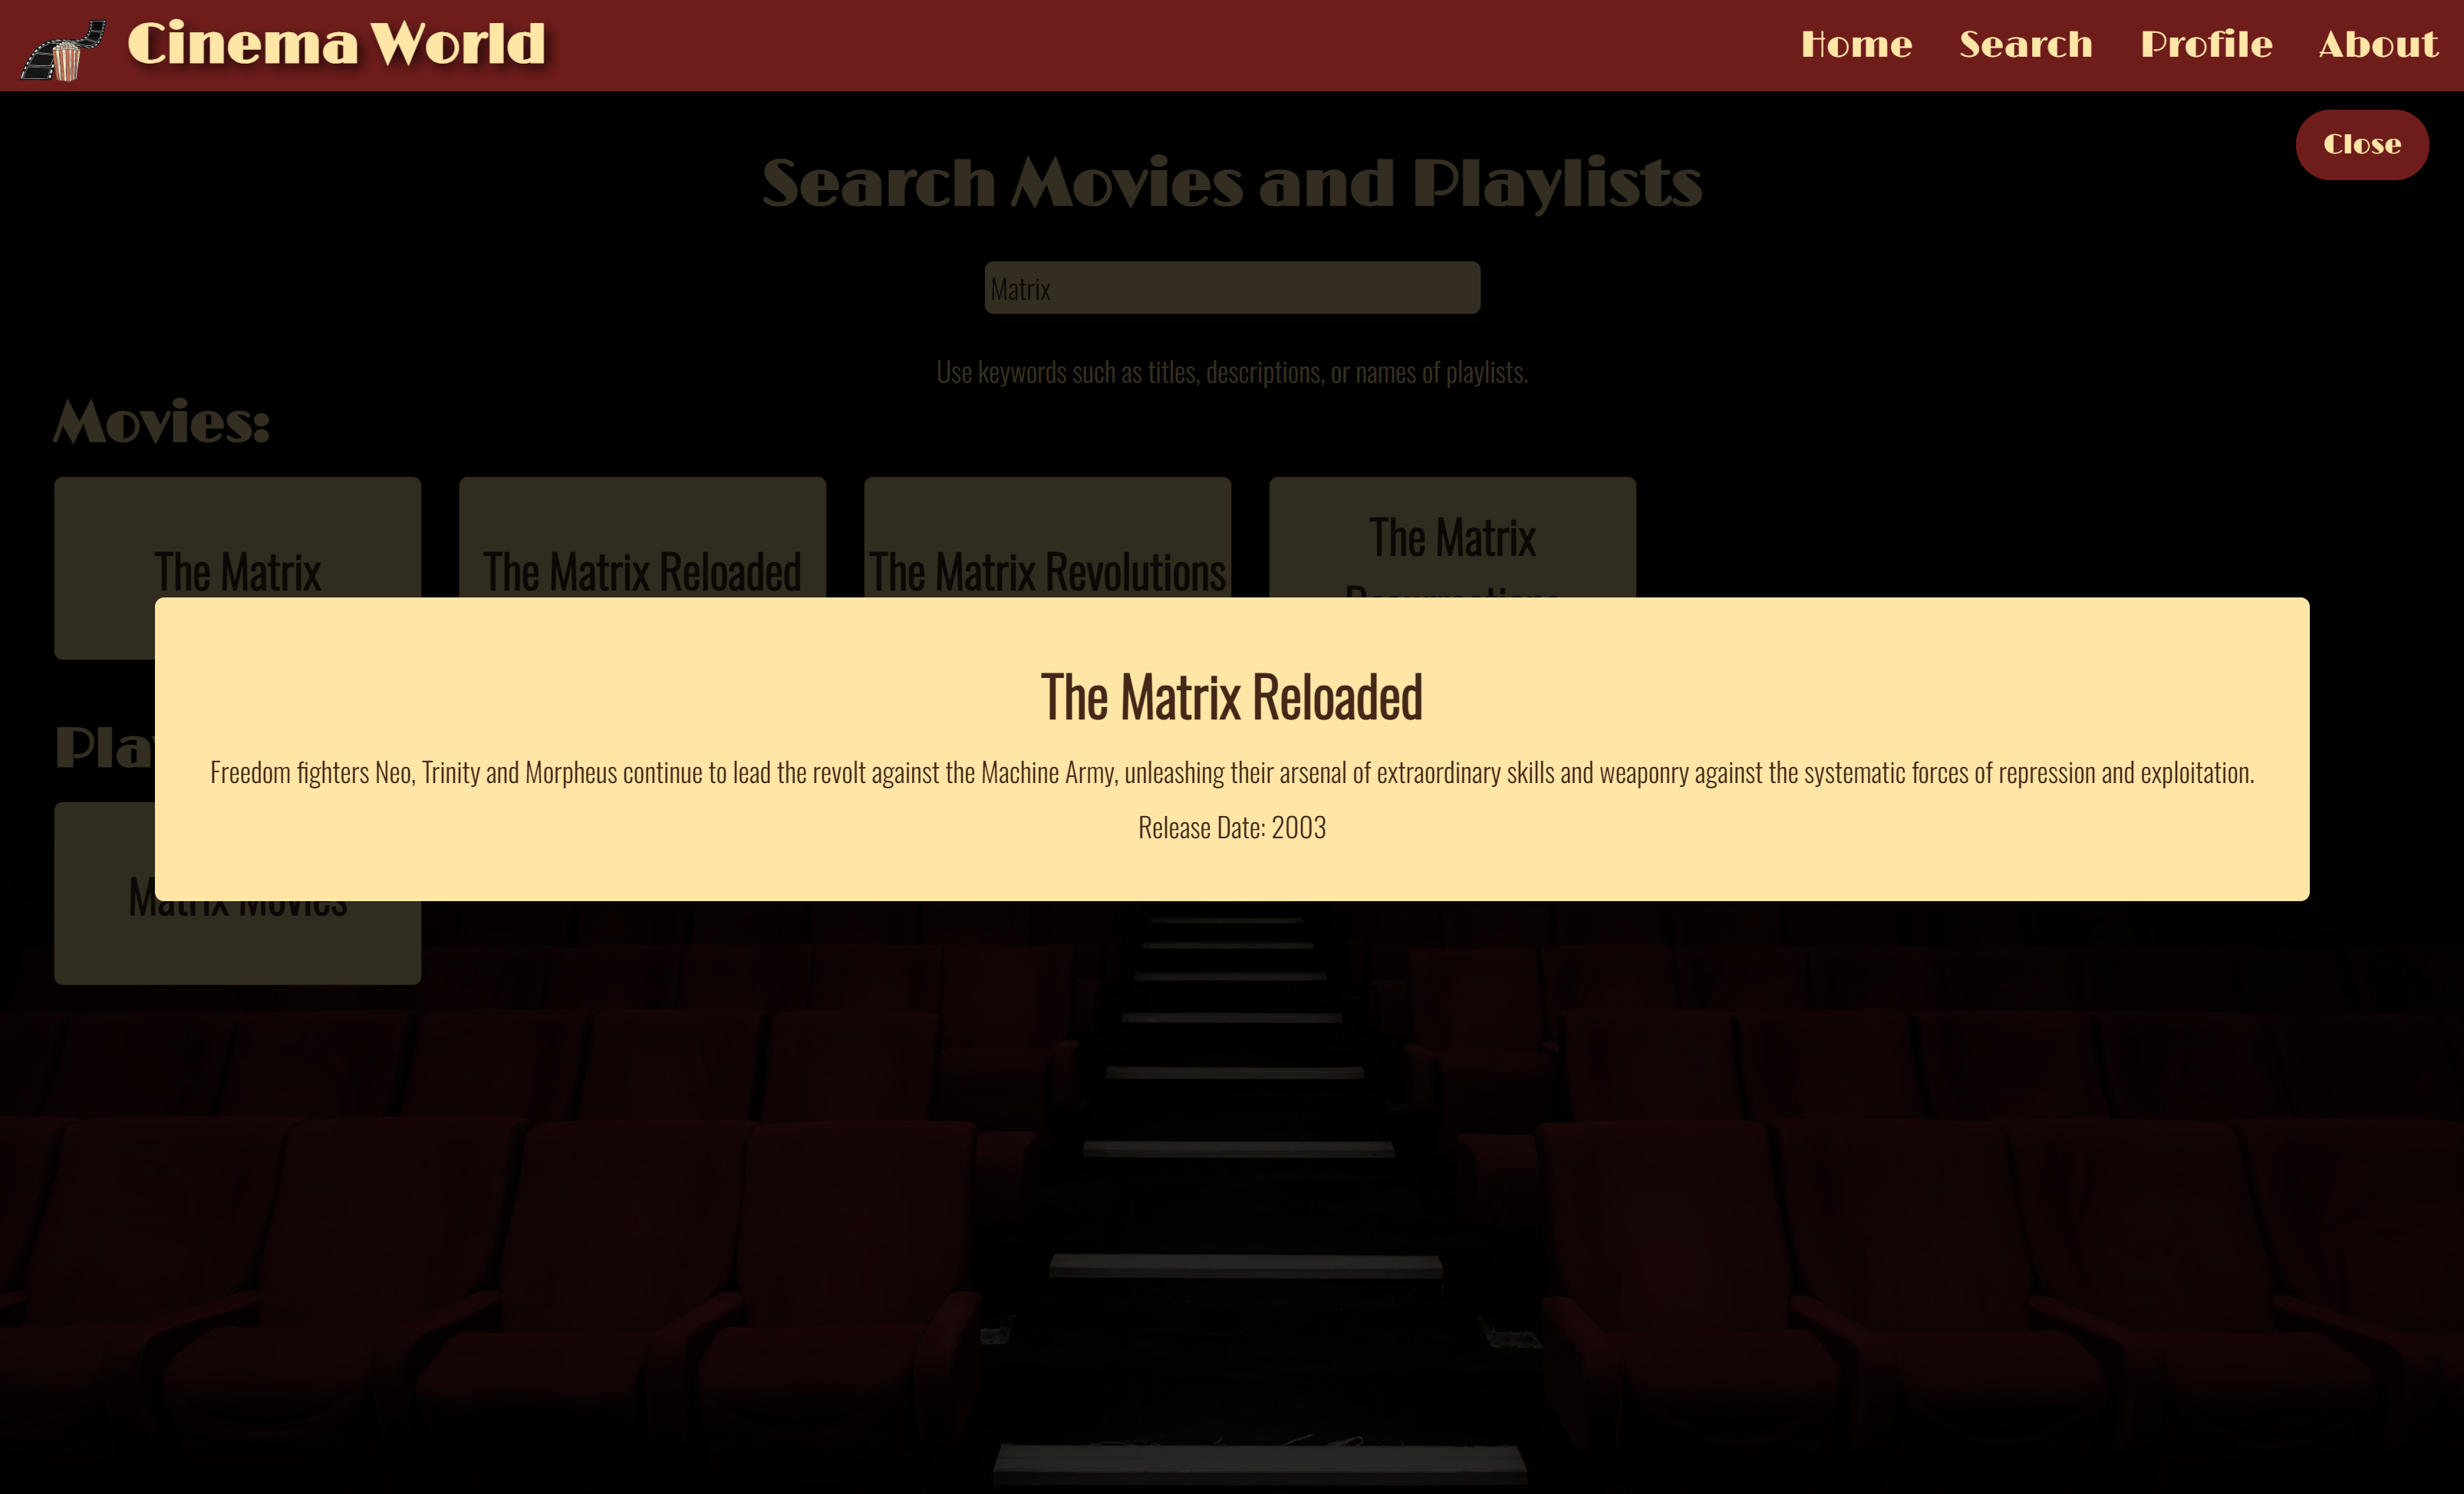 Cinema World
Home Search Profile About
Close
Search Movies and Playlists
Matrix
Use keywords such as titles, descriptions, or names of playlists.
Movies:
The Matrix
The Matrix Reloaded
The Matrix Revolutions
The Matrix
The Matrix Reloaded
Freedom fighters Neo, Trinity and Morpheus continue to lead the revolt against the Machine Army, unleashing their arsenal of extraordinary skills and weaponry against the systematic forces of repression and exploitation.
Release Date: 2003
Matrix Movies